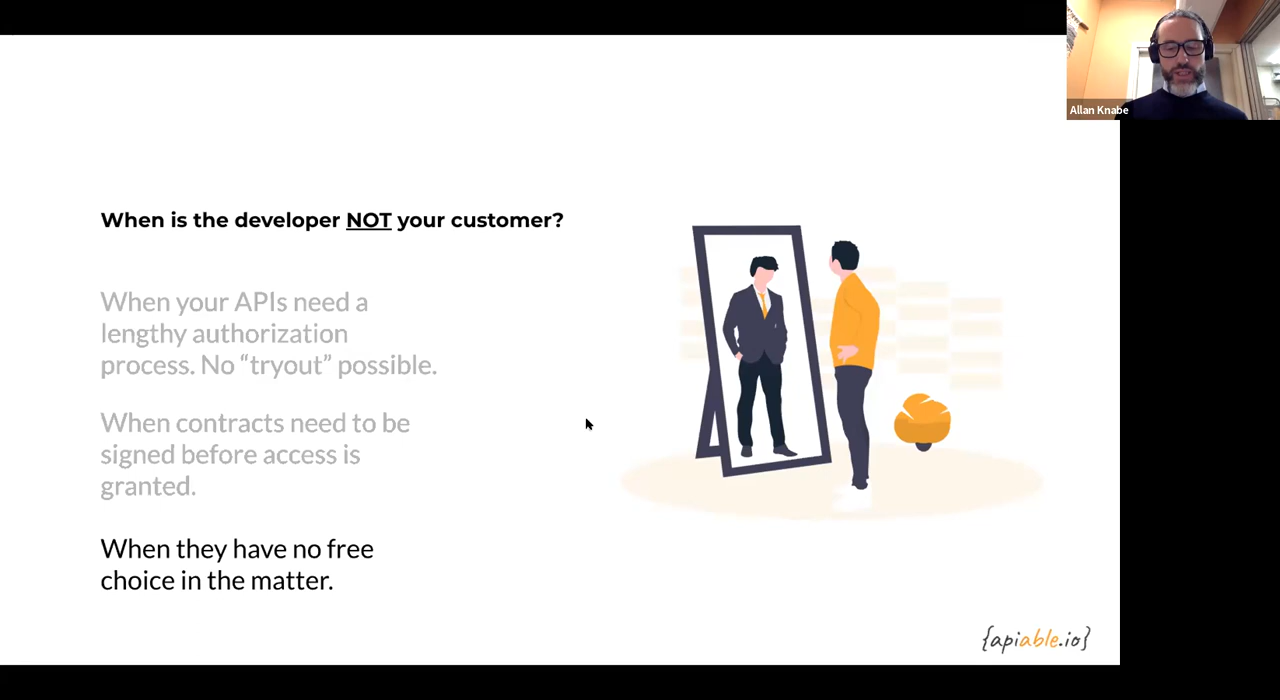 Allan Knabe
When is the developer NOT your customer?
When your APIs need a
lengthy authorization
process. No “tryout” possible.
When contracts need to be
signed before access is
granted.
When they have no free
choice in the matter.
{apiable.io}